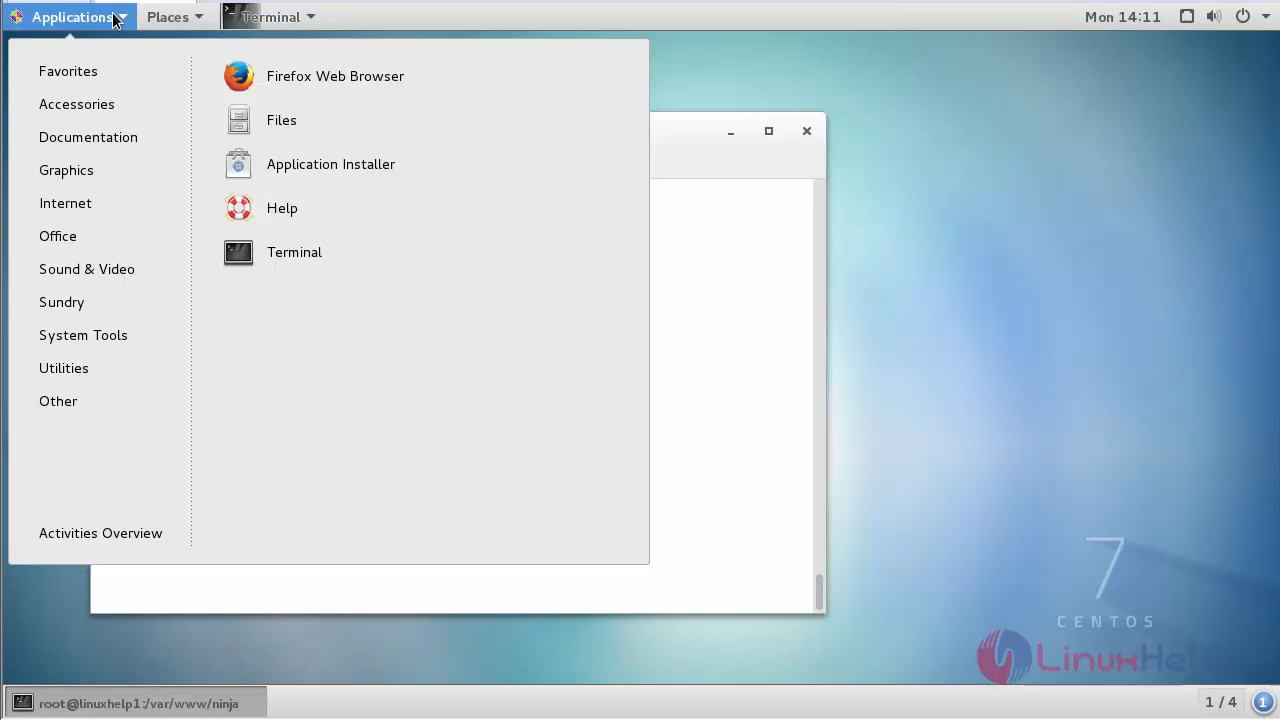 Applications Places Terminal Mon 14:11
Favorites
Accessories
Documentation
Graphics
Internet
Office
Sound & Video
Sundry
System Tools
Utilities
Other
Activities Overview
Firefox Web Browser
Files
Application Installer
Help
Terminal
7
CENTOS
LinuxHel
root@linuxhelp1:/var/www/ninja 1 / 4 1